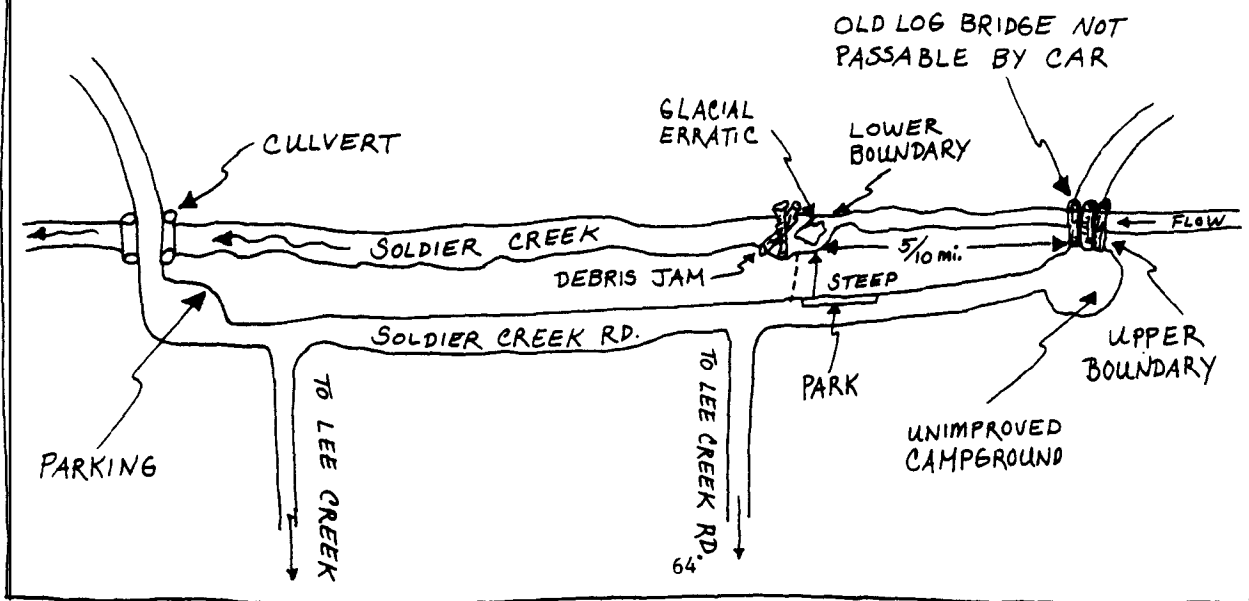 OLD LOG BRIDGE NOT
PASSABLE BY CAR
GLACIAL
ERRATIC
LOWER
BOUNDARY
CULVERT
FLOW
SOLDIER CREEK
5/10 mi.
DEBRIS JAM
STEEP
SOLDIER CREEK RD.
UPPER
BOUNDARY
PARK
UNIMPROVED
CAMPGROUND
PARKING
TO LEE CREEK
TO LEE CREEK RD.
64